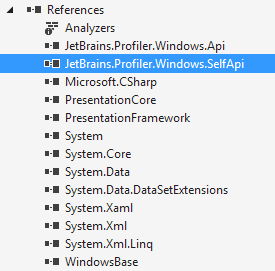 References
Analyzers
JetBrains.Profiler.Windows.Api
JetBrains.Profiler.Windows.SelfApi
Microsoft.CSharp
PresentationCore
PresentationFramework
System
System.Core
System.Data
System.Data.DataSetExtensions
System.Xaml
System.Xml
System.Xml.Linq
WindowsBase